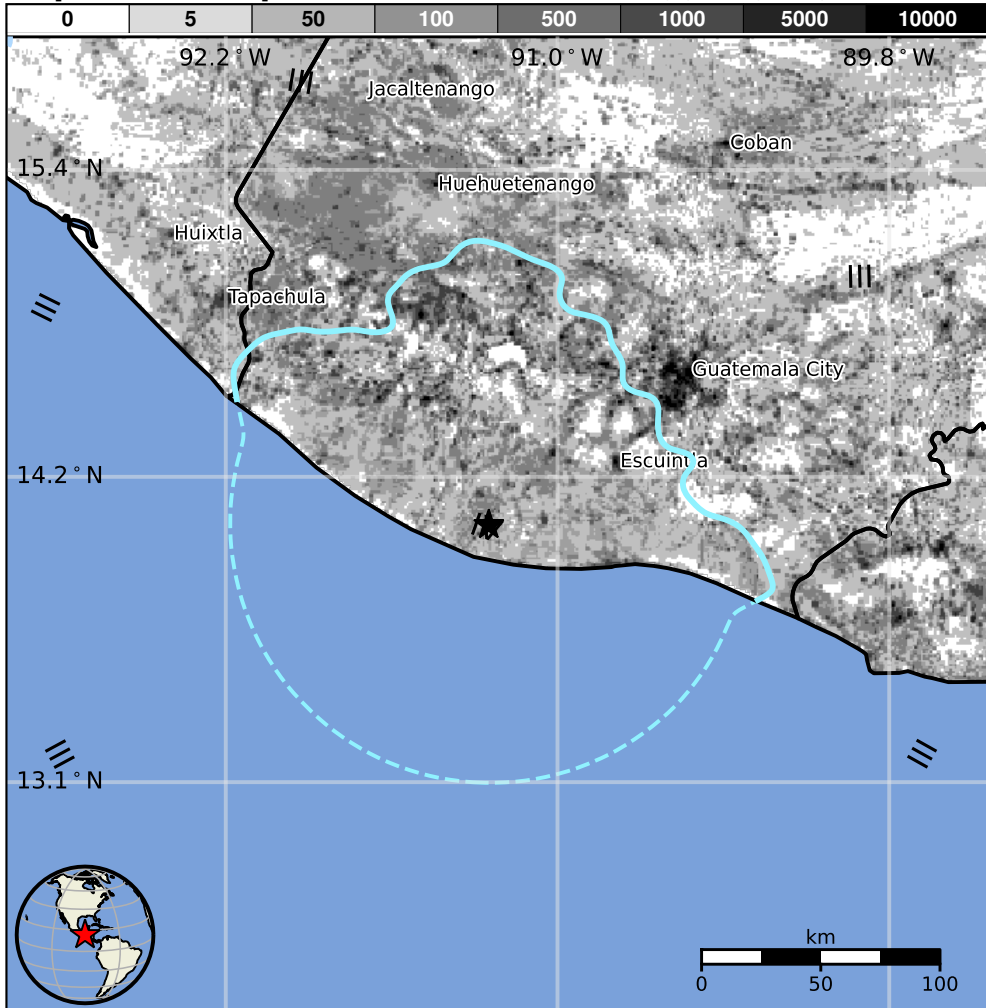 0 5 50 100 500 1000 5000 10000
92.2°W 91.0°W 89.8°W
III
Jacaltenango
Coban
15.4°N
Huehuetenango
Huixtla
III
III
Tapachula
Guatemala City
Escuintla
14.2°N
III
III
13.1°N
km
0 50 100